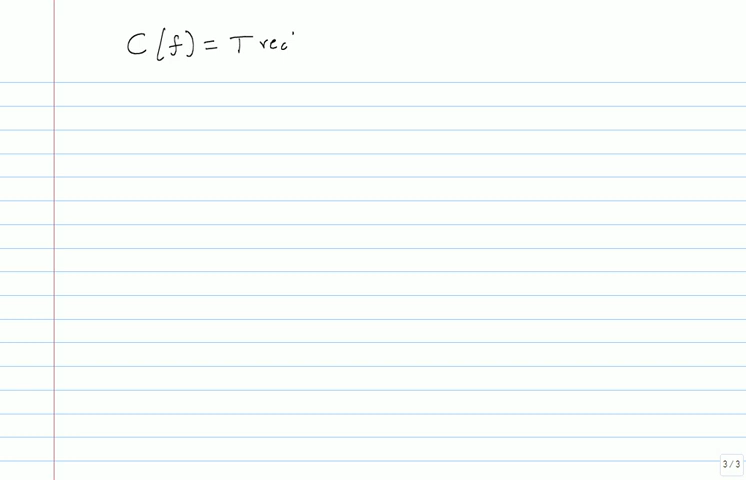 C(f) = T rec
3 / 3